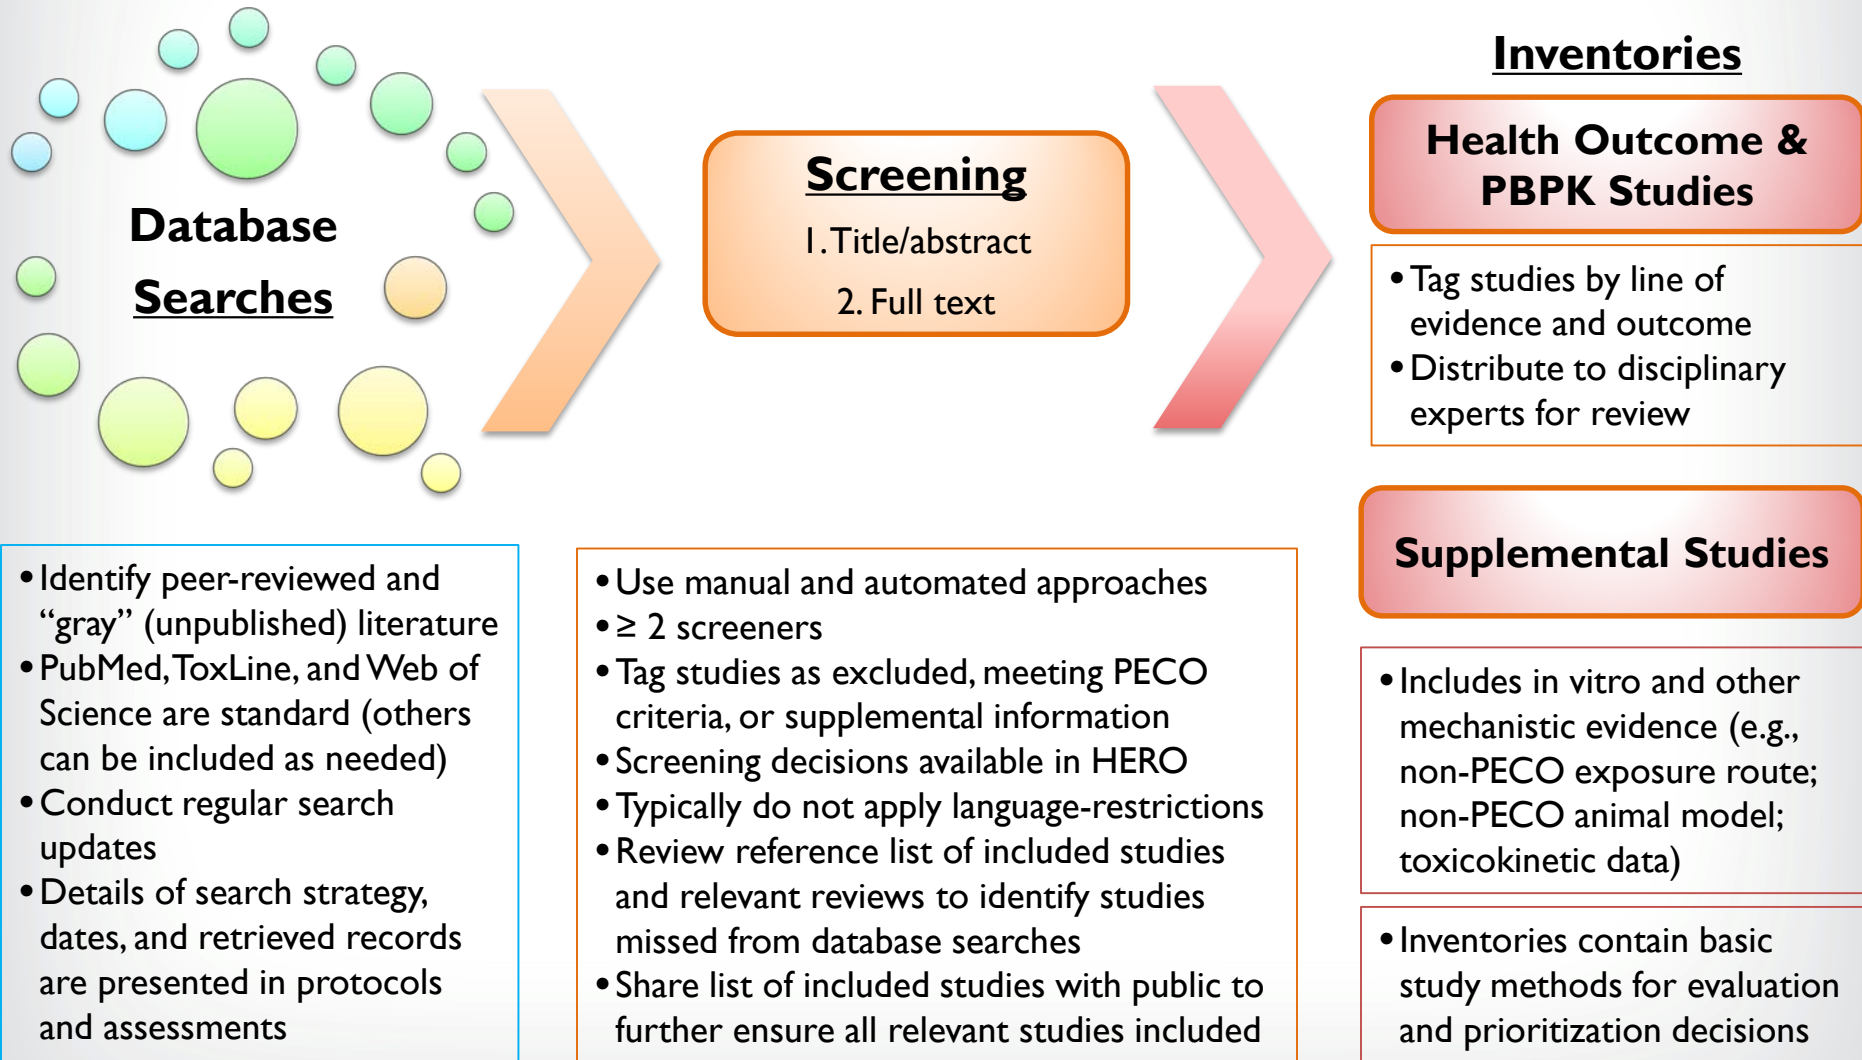 Database
Searches
• Identify peer-reviewed and
“gray” (unpublished) literature
• PubMed, ToxLine, and Web of
Science are standard (others
can be included as needed)
• Conduct regular search
updates
• Details of search strategy,
dates, and retrieved records
are presented in protocols
and assessments
Screening
1. Title/abstract
2. Full text
• Use manual and automated approaches
• ≥ 2 screeners
• Tag studies as excluded, meeting PECO
criteria, or supplemental information
• Screening decisions available in HERO
• Typically do not apply language-restrictions
• Review reference list of included studies
and relevant reviews to identify studies
missed from database searches
• Share list of included studies with public to
further ensure all relevant studies included
Inventories
Health Outcome &
PBPK Studies
• Tag studies by line of
evidence and outcome
• Distribute to disciplinary
experts for review
Supplemental Studies
• Includes in vitro and other
mechanistic evidence (e.g.,
non-PECO exposure route;
non-PECO animal model;
toxicokinetic data)
• Inventories contain basic
study methods for evaluation
and prioritization decisions